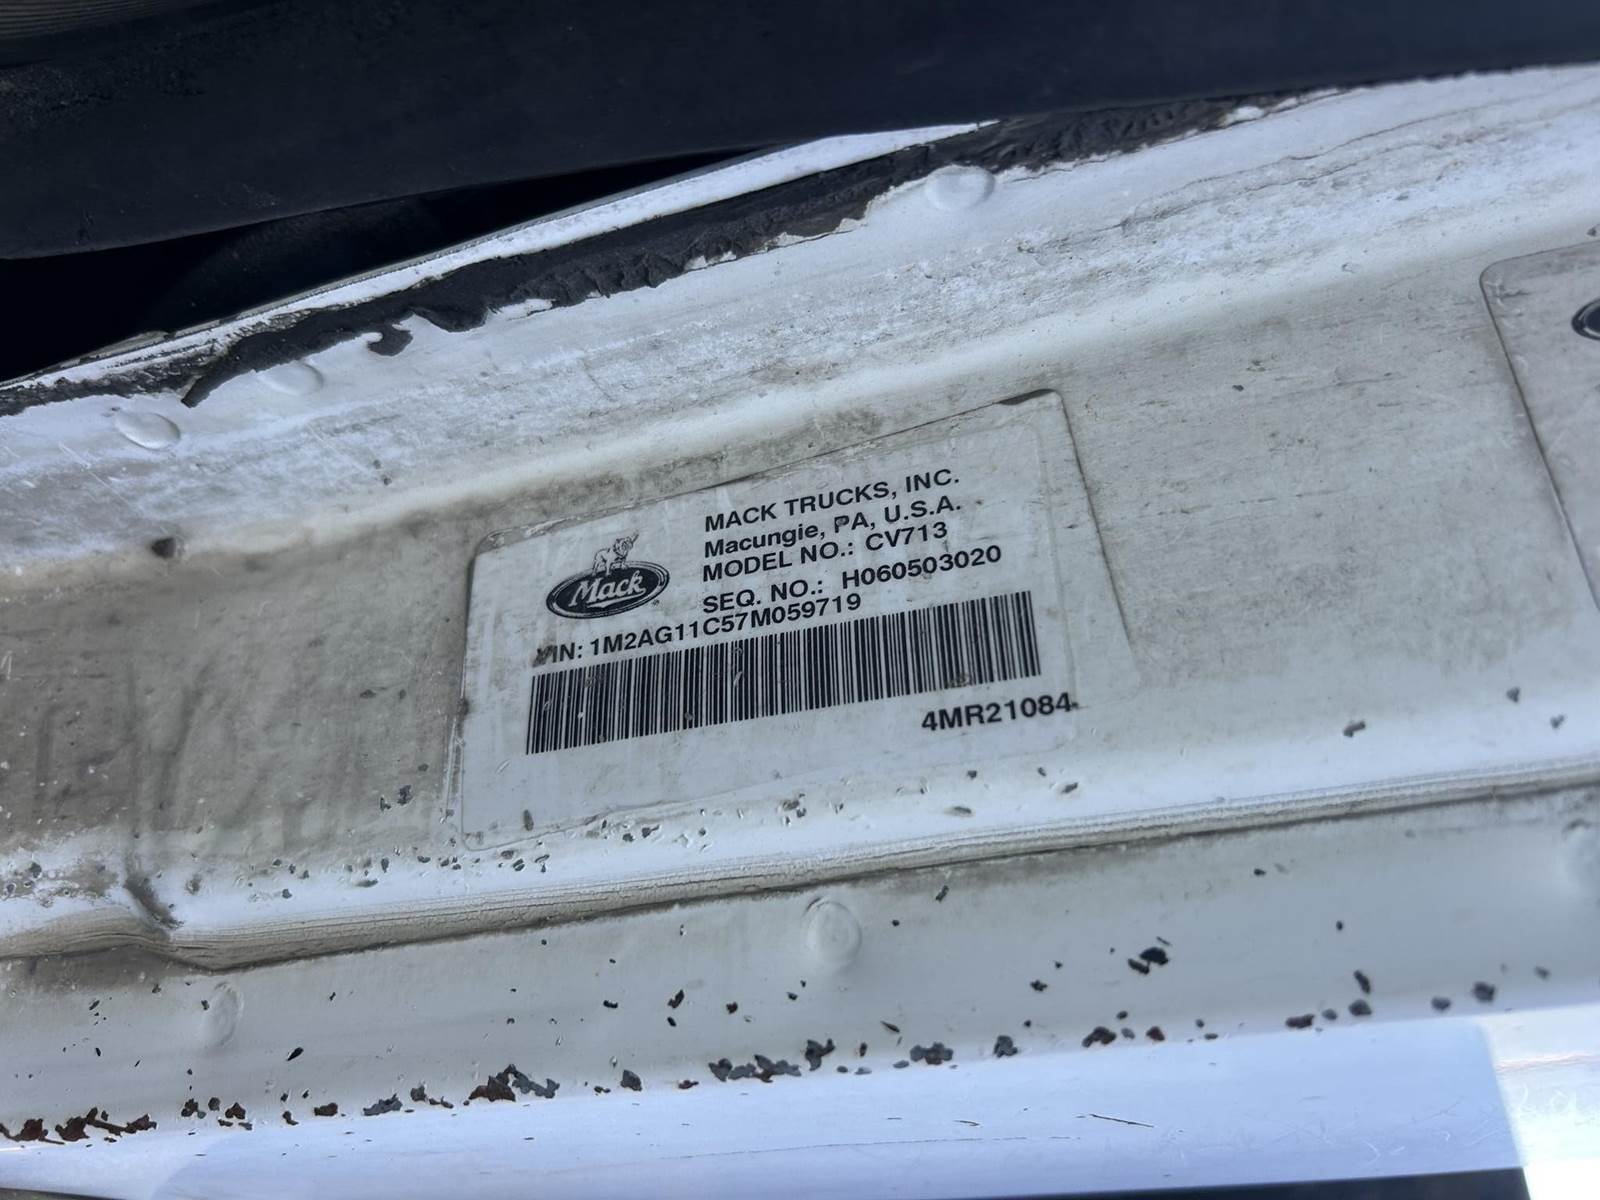 MACK TRUCKS, INC.
Macungie, PA, U.S.A.
MODEL NO.: CV713
SEQ. NO.: H060503020
Mack
VIN: 1M2AG11C57M059719
4MR21084